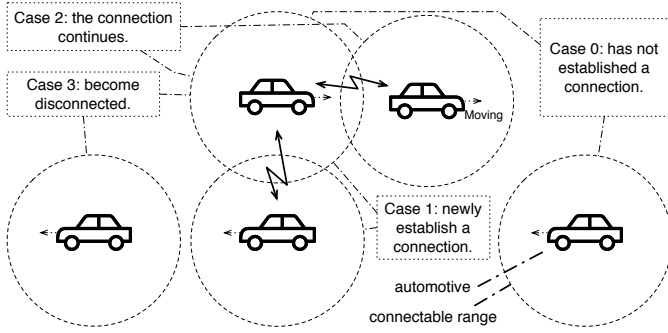 Case 2: the connection
continues.
Case 0: has not
established a
connection.
Case 3: become
disconnected.
Moving
Case 1: newly
establish a
connection.
automotive
connectable range